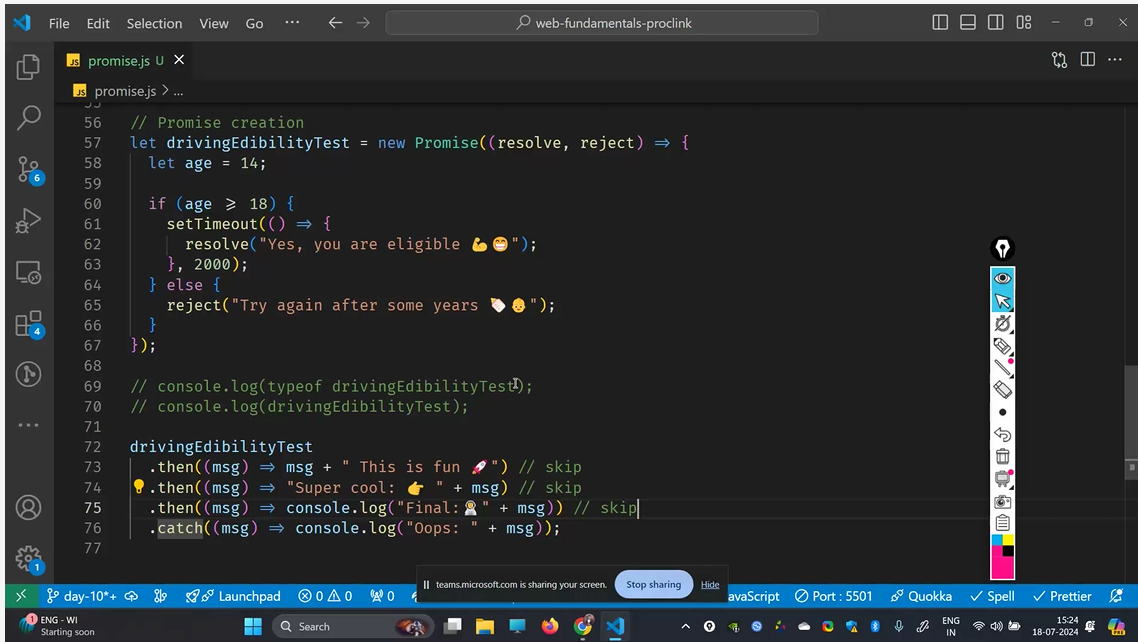 File Edit Selection View Go ··· web-fundamentals-proclink
JS promise.js U
JS promise.js > ...
55
56 // Promise creation
57 let drivingEdibilityTest = new Promise((resolve, reject) => {
58 let age = 14;
59
60 if (age >= 18) {
61 setTimeout(() => {
62 resolve("Yes, you are eligible 💪😁");
63 }, 2000);
64 } else {
65 reject("Try again after some years 🍼👶");
66 }
67 });
68
69 // console.log(typeof drivingEdibilityTest);
70 // console.log(drivingEdibilityTest);
71
72 drivingEdibilityTest
73 .then((msg) => msg + " This is fun 🚀") // skip
74 .then((msg) => "Super cool: 👉 " + msg) // skip
75 .then((msg) => console.log("Final:👩‍🚀" + msg)) // skip
76 .catch((msg) => console.log("Oops: " + msg));
77
6
4
1
teams.microsoft.com is sharing your screen. Stop sharing Hide
day-10*+ Launchpad 0 0 0 JavaScript Port : 5501 Quokka Spell Prettier
1 ENG - WI
Starting soon
Search
ENG
IN
15:24
18-07-2024